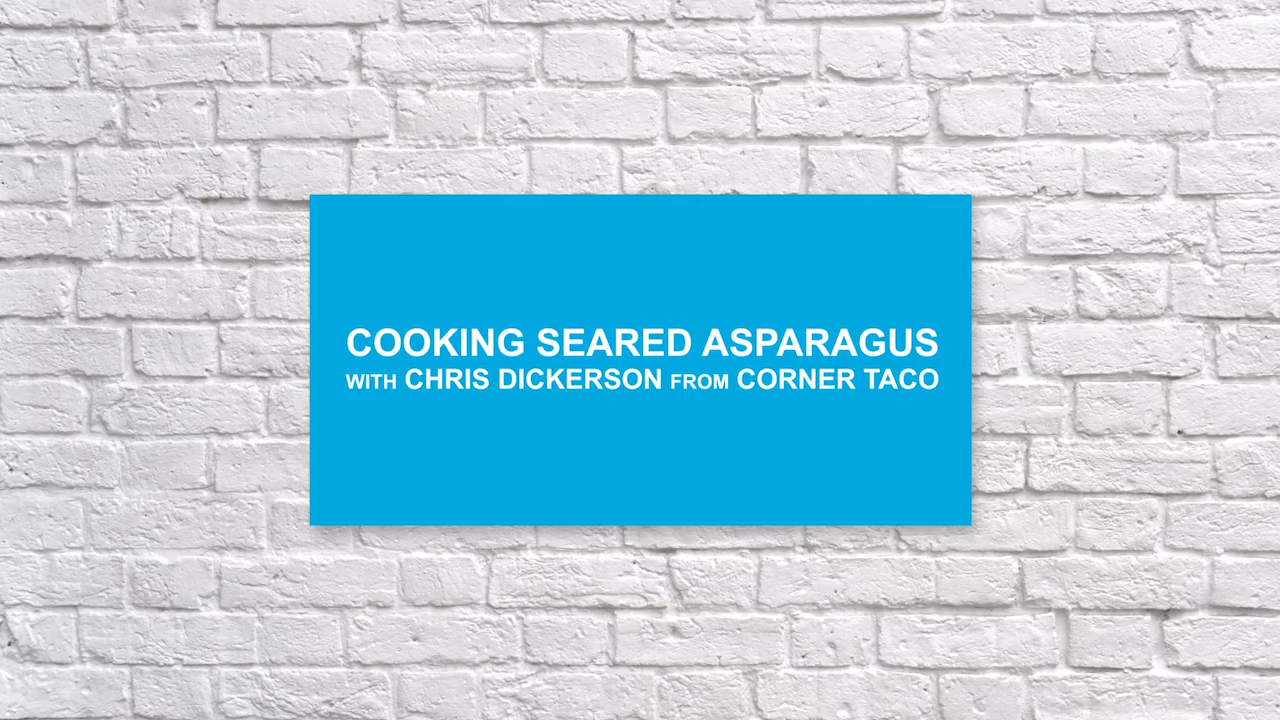 COOKING SEARED ASPARAGUS
WITH CHRIS DICKERSON FROM CORNER TACO